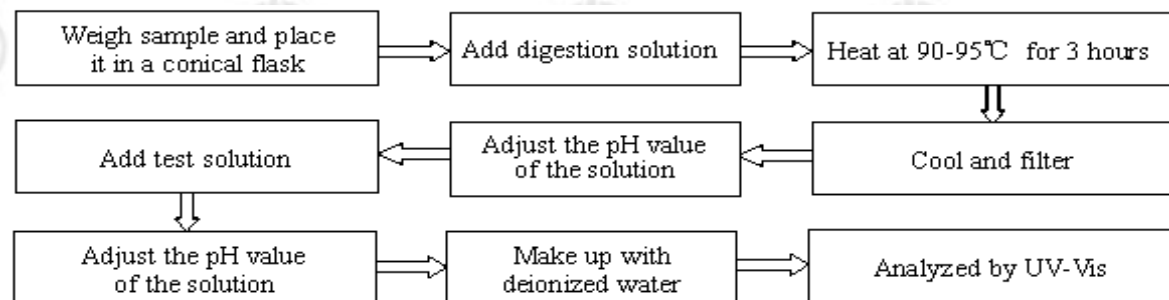 Weigh sample and place
it in a conical flask
Add digestion solution
Heat at 90-95℃ for 3 hours
Cool and filter
Adjust the pH value
of the solution
Add test solution
Adjust the pH value
of the solution
Make up with
deionized water
Analyzed by UV-Vis